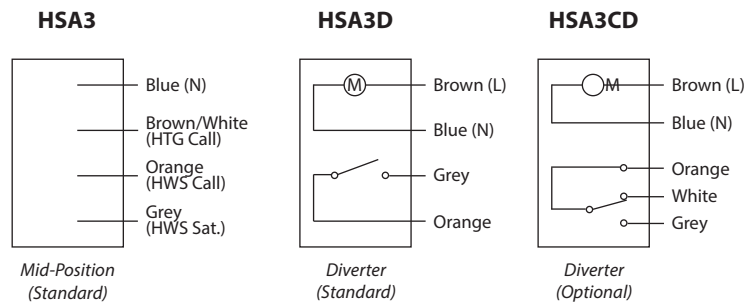 HSA3
Blue (N)
Brown/White
(HTG Call)
Orange
(HWS Call)
Grey
(HWS Sat.)
Mid-Position
(Standard)
HSA3D
M
Brown (L)
Blue (N)
Grey
Orange
Diverter
(Standard)
HSA3CD
M
Brown (L)
Blue (N)
Orange
White
Grey
Diverter
(Optional)